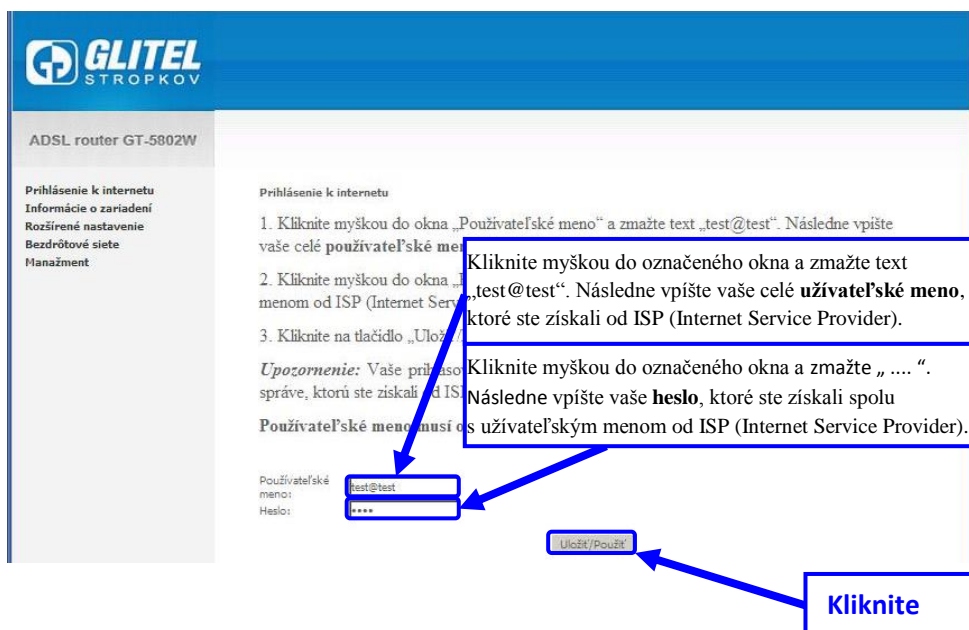 GLITEL
STROPKOV
ADSL router GT-5802W
Prihlásenie k internetu
Informácie o zariadení
Rozšírené nastavenie
Bezdrôtové siete
Manažment
Prihlásenie k internetu
1. Kliknite myškou do okna „Používateľské meno“ a zmažte text „test@test“. Následne vpíšte
vaše celé používateľské
2. Kliknite myškou do okna
menom od ISP (Internet
3. Kliknite na tlačidlo
Upozornenie: Vaše
správe, ktorú ste získali od
Používateľské meno musí
Kliknite myškou do označeného okna a zmažte text
„test@test“. Následne vpíšte vaše celé užívateľské meno,
ktoré ste získali od ISP (Internet Service Provider).
Kliknite myškou do označeného okna a zmažte „ .... “.
Následne vpíšte vaše heslo, ktoré ste získali spolu
s užívateľským menom od ISP (Internet Service Provider).
Používateľské
meno:
test@test
Heslo:
••••
Uložiť/Použiť
Kliknite